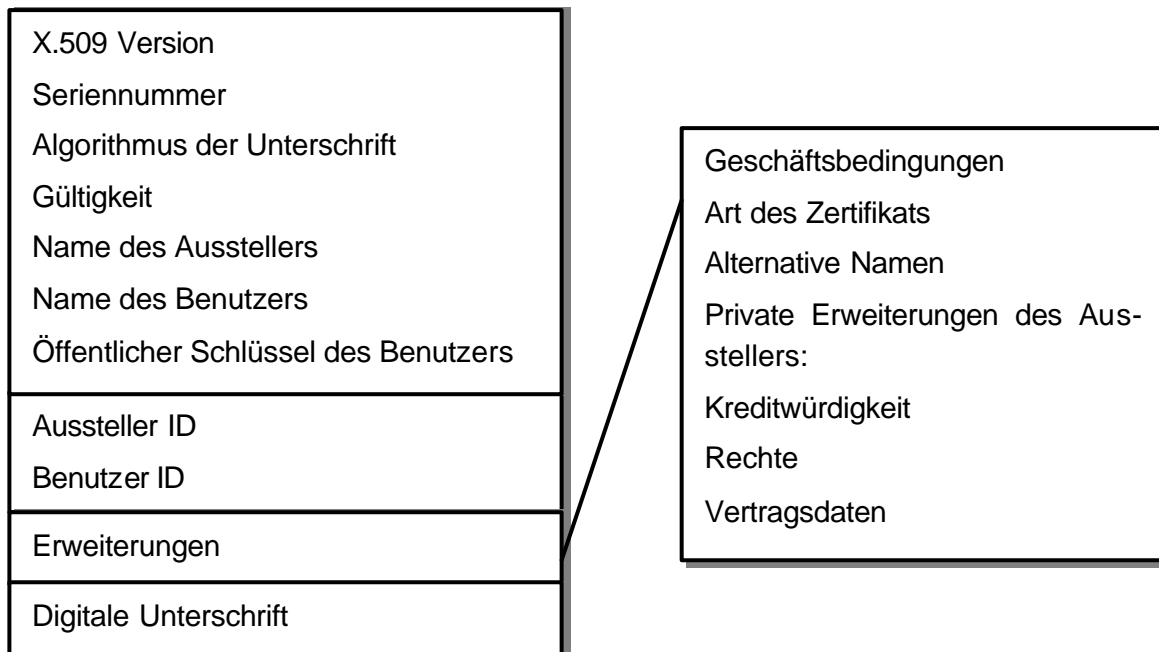 X.509 Version
Seriennummer
Algorithmus der Unterschrift
Gültigkeit
Name des Ausstellers
Name des Benutzers
Öffentlicher Schlüssel des Benutzers
Aussteller ID
Benutzer ID
Erweiterungen
Digitale Unterschrift
Geschäftsbedingungen
Art des Zertifikats
Alternative Namen
Private Erweiterungen des Aus-
stellers:
Kreditwürdigkeit
Rechte
Vertragsdaten